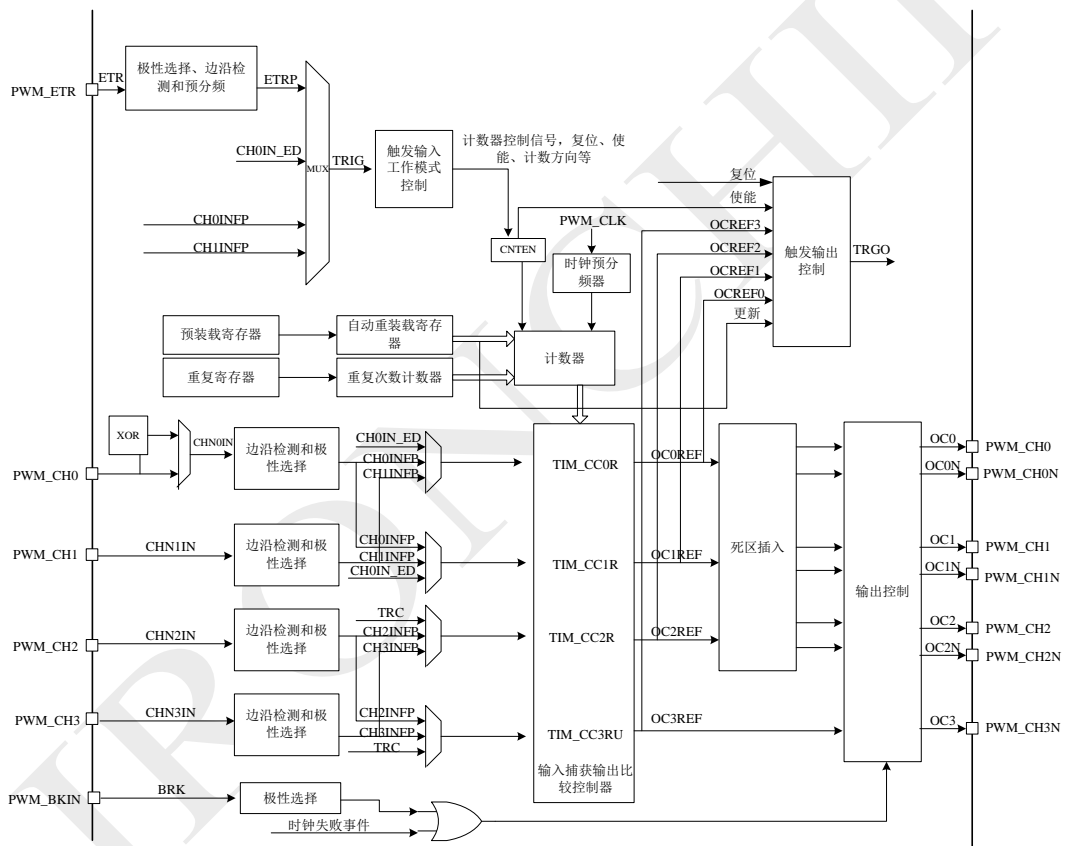 ETR
PWM_ETR
极性选择、边沿检
测和预分频
ETRP
CH0IN_ED
CH0INFP
CH1INFP
MUX
TRIG
触发输入
工作模式
控制
计数器控制信号，复位、使
能、计数方向等
CNTEN
PWM_CLK
时钟预分
频器
复位
使能
OCREF3
OCREF2
OCREF1
OCREF0
更新
触发输出
控制
TRGO
预装载寄存器
自动重装载寄存
器
重复寄存器
重复次数计数器
计数器
XOR
PWM_CH0
CHN0IN
边沿检测和极
性选择
CH0IN_ED
CH0INFP
CH1INFP
TIM_CC0R
OC0REF
PWM_CH1
CHN1IN
边沿检测和极
性选择
CH0INFP
CH1INFP
CH0IN_ED
TIM_CC1R
OC1REF
PWM_CH2
CHN2IN
边沿检测和极
性选择
TRC
CH2INFP
CH3INFP
TIM_CC2R
OC2REF
PWM_CH3
CHN3IN
边沿检测和极
性选择
CH2INFP
CH3INFP
TRC
TIM_CC3RU
OC3REF
输入捕获输出比
较控制器
死区插入
输出控制
OC0
PWM_CH0
OC0N
PWM_CH0N
OC1
PWM_CH1
OC1N
PWM_CH1N
OC2
PWM_CH2
OC2N
PWM_CH2N
OC3
PWM_CH3N
PWM_BKIN
BRK
极性选择
时钟失败事件
IRONCHIP